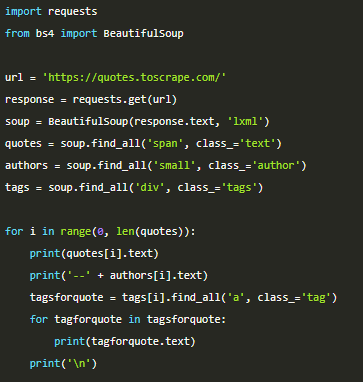 import requests
from bs4 import BeautifulSoup

url = 'https://quotes.toscrape.com/'
response = requests.get(url)
soup = BeautifulSoup(response.text, 'lxml')
quotes = soup.find_all('span', class_='text')
authors = soup.find_all('small', class_='author')
tags = soup.find_all('div', class_='tags')

for i in range(0, len(quotes)):
    print(quotes[i].text)
    print('--' + authors[i].text)
    tagsforquote = tags[i].find_all('a', class_='tag')
    for tagforquote in tagsforquote:
        print(tagforquote.text)
    print('\n')